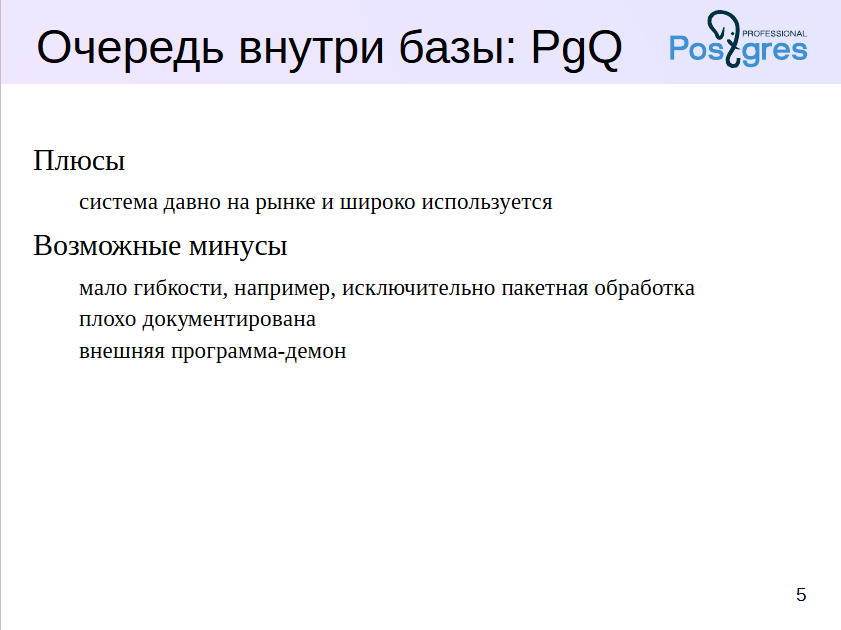 Очередь внутри базы: PgQ
PROFESSIONAL
Postgres
Плюсы
система давно на рынке и широко используется
Возможные минусы
мало гибкости, например, исключительно пакетная обработка
плохо документирована
внешняя программа-демон
5